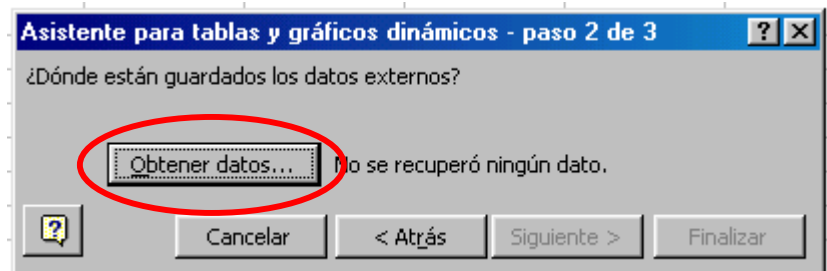 Asistente para tablas y gráficos dinámicos - paso 2 de 3
¿Dónde están guardados los datos externos?
Obtener datos... No se recuperó ningún dato.
Cancelar < Atrás Siguiente > Finalizar